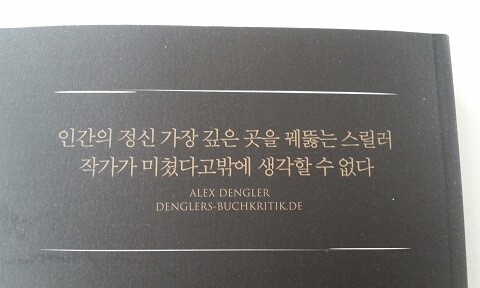 인간의 정신 가장 깊은 곳을 꿰뚫는 스릴러
작가가 미쳤다고밖에 생각할 수 없다
ALEX DENGLER
DENGLERS-BUCHKRITIK.DE